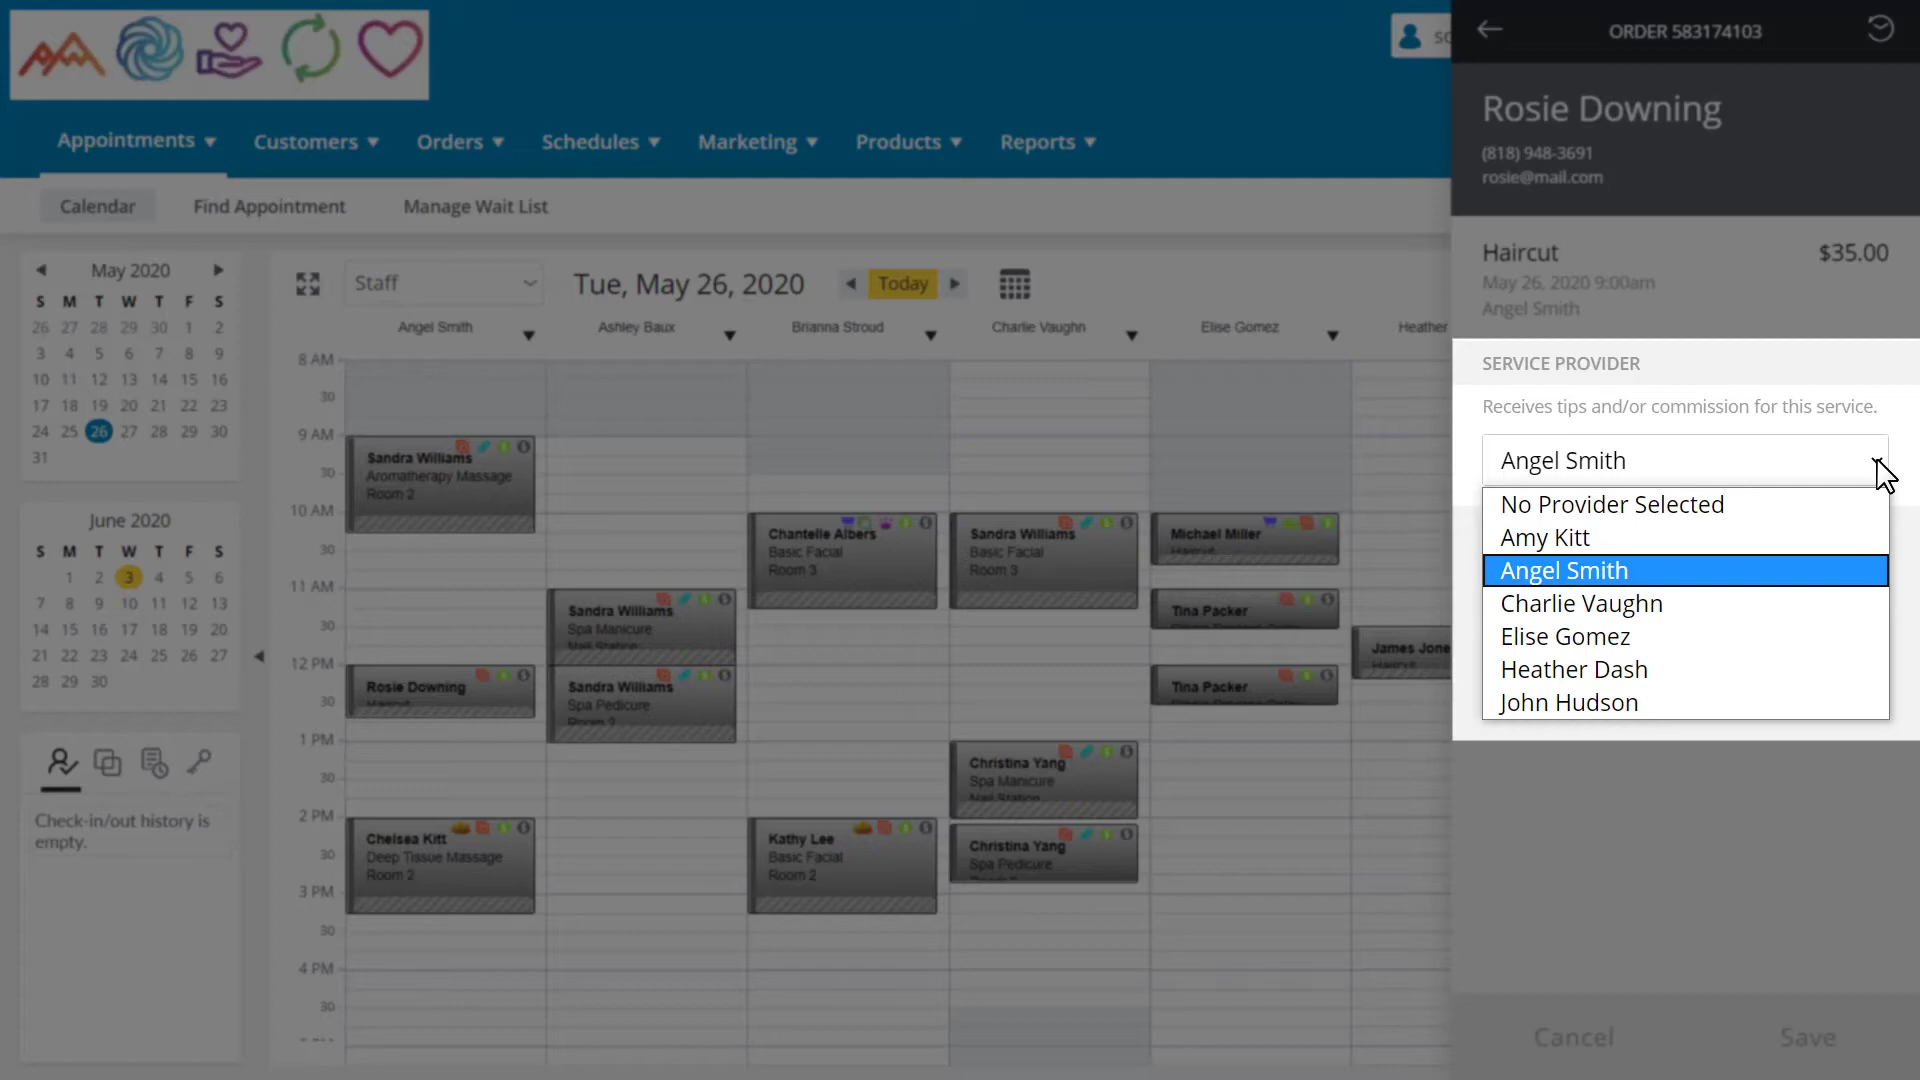 ORDER 583174103
Appointments
Customers
Orders
Schedules
Marketing
Products
Reports
Calendar
Find Appointment
Manage Wait List
May 2020
S M T W T F S
26 27 28 29 30 1 2
3 4 5 6 7 8 9
10 11 12 13 14 15 16
17 18 19 20 21 22 23
24 25 26 27 28 29 30
31
June 2020
S M T W T F S
1 2 3 4 5 6
7 8 9 10 11 12 13
14 15 16 17 18 19 20
21 22 23 24 25 26 27
28 29 30
Check-in/out history is
empty.
Staff
Tue, May 26, 2020
Today
Angel Smith
Ashley Baux
Brianna Stroud
Charlie Vaughn
Elise Gomez
Heather
8 AM
30
9 AM
30
10 AM
30
11 AM
30
12 PM
30
1 PM
30
2 PM
30
3 PM
30
4 PM
30
Sandra Williams
Aromatherapy Massage
Room 2
Rosie Downing
Haircut
Chelsea Kitt
Deep Tissue Massage
Room 2
Sandra Williams
Spa Manicure
Nail Station
Sandra Williams
Spa Pedicure
Room 2
Chantelle Albers
Basic Facial
Room 3
Kathy Lee
Basic Facial
Room 2
Sandra Williams
Basic Facial
Room 3
Christina Yang
Spa Manicure
Nail Station
Christina Yang
Spa Pedicure
Michael Miller
Haircut
Tina Packer
Tina Packer
James Jone
Haircut
Rosie Downing
(818) 948-3691
rosie@mail.com
Haircut $35.00
May 26, 2020 9:00am
Angel Smith
SERVICE PROVIDER
Receives tips and/or commission for this service.
Angel Smith
No Provider Selected
Amy Kitt
Angel Smith
Charlie Vaughn
Elise Gomez
Heather Dash
John Hudson
Cancel
Save